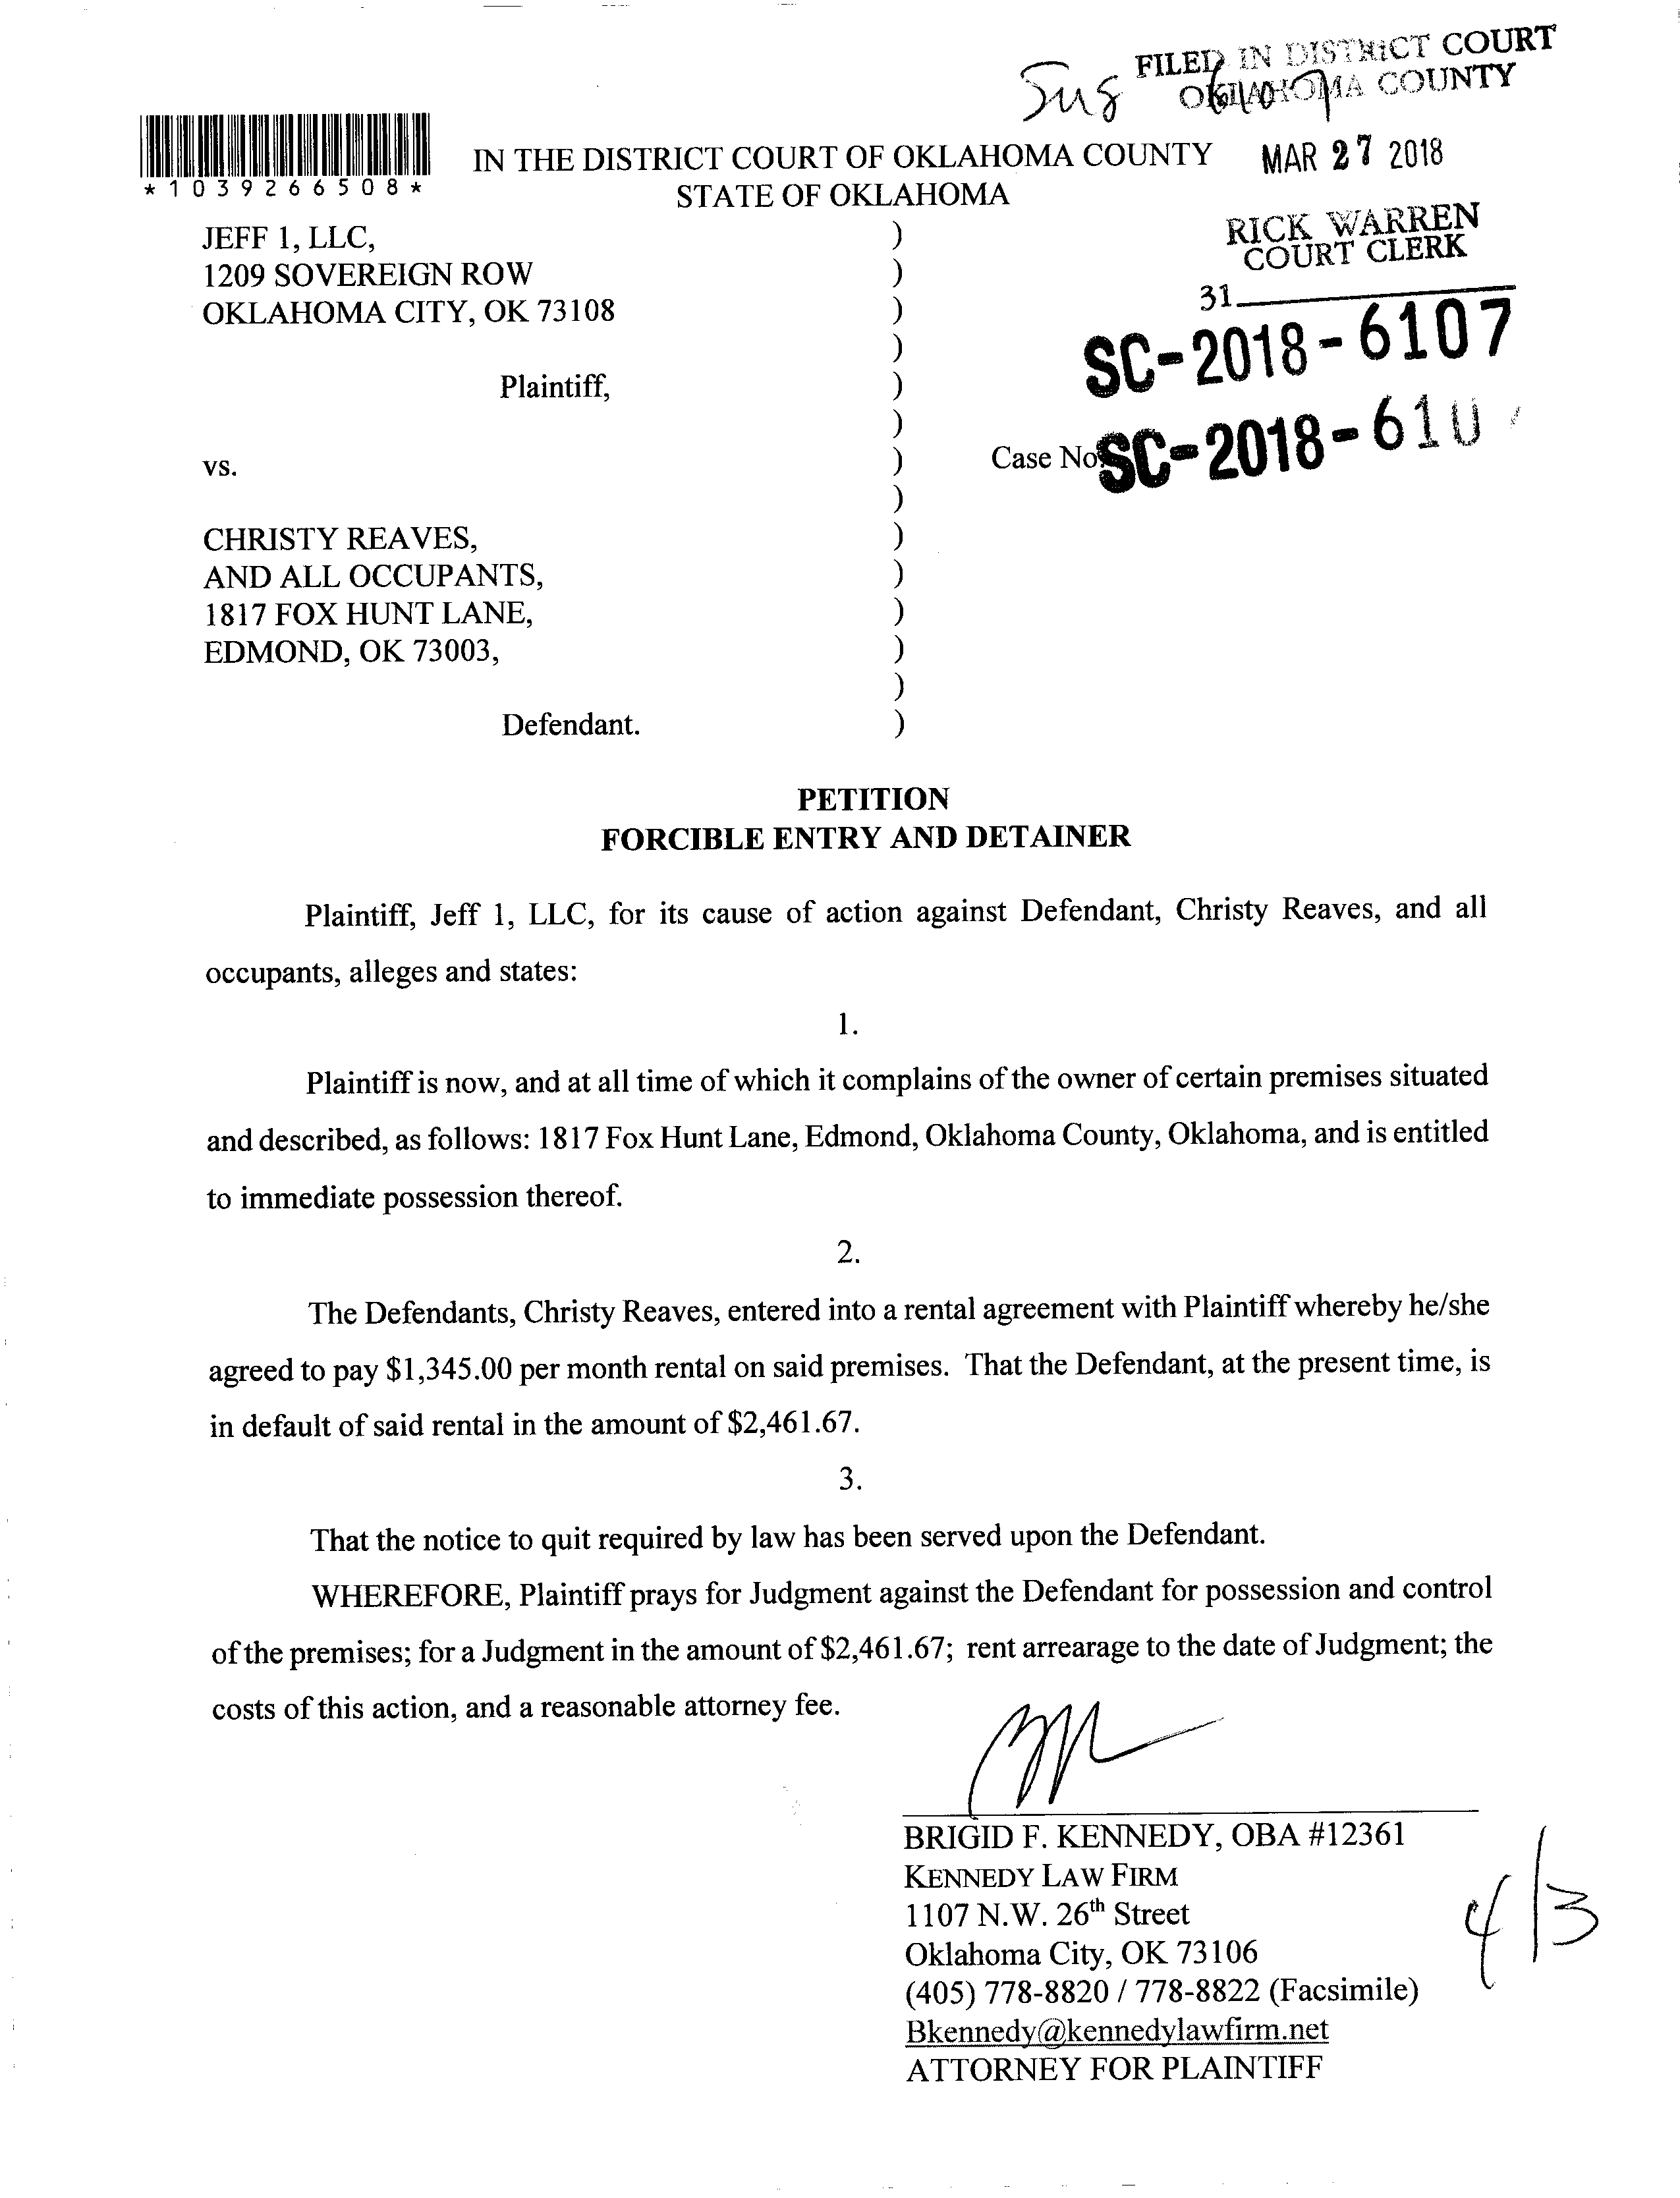 FILED IN DISTRICT COURT
OKLAHOMA COUNTY
6107
*1039266508*
IN THE DISTRICT COURT OF OKLAHOMA COUNTY
STATE OF OKLAHOMA
MAR 27 2018
RICK WARREN
COURT CLERK
31
SC-2018-6107
JEFF 1, LLC,
1209 SOVEREIGN ROW
OKLAHOMA CITY, OK 73108
Plaintiff,
vs.
Case No SC-2018-610
CHRISTY REAVES,
AND ALL OCCUPANTS,
1817 FOX HUNT LANE,
EDMOND, OK 73003,
Defendant.
PETITION
FORCIBLE ENTRY AND DETAINER
Plaintiff, Jeff 1, LLC, for its cause of action against Defendant, Christy Reaves, and all
occupants, alleges and states:
1.
Plaintiff is now, and at all time of which it complains of the owner of certain premises situated
and described, as follows: 1817 Fox Hunt Lane, Edmond, Oklahoma County, Oklahoma, and is entitled
to immediate possession thereof.
2.
The Defendants, Christy Reaves, entered into a rental agreement with Plaintiff whereby he/she
agreed to pay $1,345.00 per month rental on said premises. That the Defendant, at the present time, is
in default of said rental in the amount of $2,461.67.
3.
That the notice to quit required by law has been served upon the Defendant.
WHEREFORE, Plaintiff prays for Judgment against the Defendant for possession and control
of the premises; for a Judgment in the amount of $2,461.67; rent arrearage to the date of Judgment; the
costs of this action, and a reasonable attorney fee.
BRIGID F. KENNEDY, OBA #12361
KENNEDY LAW FIRM
1107 N.W. 26th Street
Oklahoma City, OK 73106
(405) 778-8820 / 778-8822 (Facsimile)
Bkennedy@kennedylawfirm.net
ATTORNEY FOR PLAINTIFF
4/3